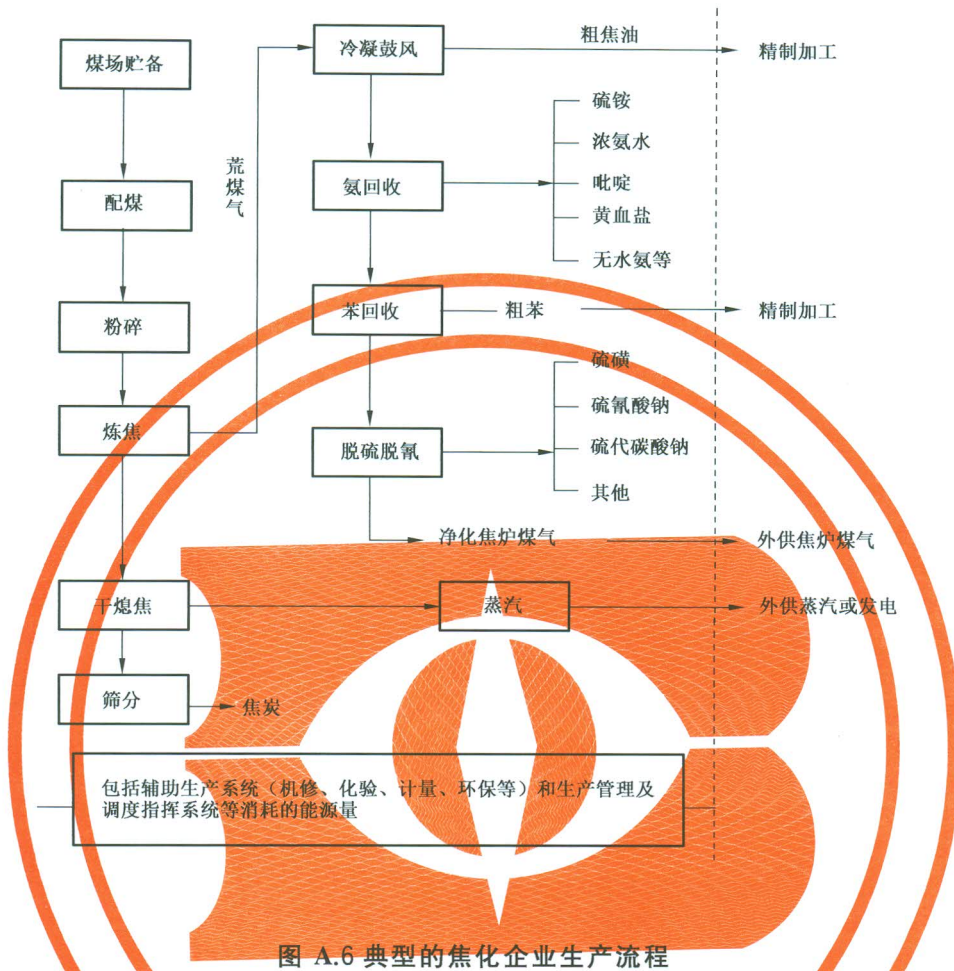 煤场贮备
配煤
粉碎
炼焦
干熄焦
筛分
焦炭
荒煤气
冷凝鼓风
粗焦油
精制加工
氨回收
硫铵
浓氨水
吡啶
黄血盐
无水氨等
苯回收
粗苯
精制加工
脱硫脱氰
硫磺
硫氰酸钠
硫代碳酸钠
其他
净化焦炉煤气
外供焦炉煤气
蒸汽
外供蒸汽或发电
包括辅助生产系统（机修、化验、计量、环保等）和生产管理及
调度指挥系统等消耗的能源量
图 A.6 典型的焦化企业生产流程